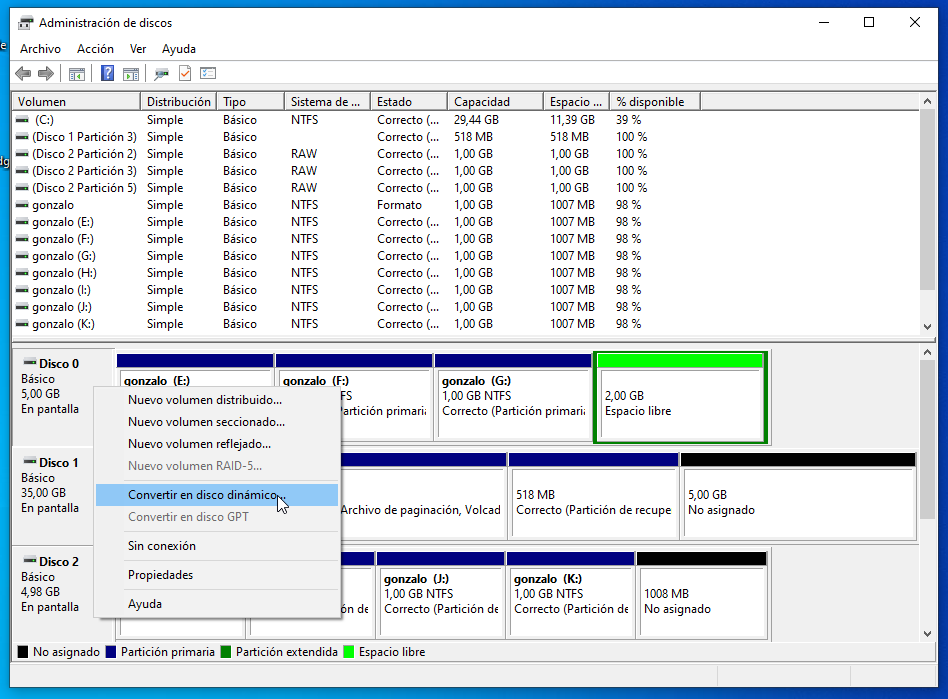 Administración de discos
Archivo Acción Ver Ayuda
Volumen Distribución Tipo Sistema de ... Estado Capacidad Espacio ... % disponible
(C:) Simple Básico NTFS Correcto (... 29,44 GB 11,39 GB 39 %
(Disco 1 Partición 3) Simple Básico Correcto (... 518 MB 518 MB 100 %
(Disco 2 Partición 2) Simple Básico RAW Correcto (... 1,00 GB 1,00 GB 100 %
(Disco 2 Partición 3) Simple Básico RAW Correcto (... 1,00 GB 1,00 GB 100 %
(Disco 2 Partición 5) Simple Básico RAW Correcto (... 1,00 GB 1,00 GB 100 %
gonzalo Simple Básico NTFS Formato 1,00 GB 1007 MB 98 %
gonzalo (E:) Simple Básico NTFS Correcto (... 1,00 GB 1007 MB 98 %
gonzalo (F:) Simple Básico NTFS Correcto (... 1,00 GB 1007 MB 98 %
gonzalo (G:) Simple Básico NTFS Correcto (... 1,00 GB 1007 MB 98 %
gonzalo (H:) Simple Básico NTFS Correcto (... 1,00 GB 1007 MB 98 %
gonzalo (I:) Simple Básico NTFS Correcto (... 1,00 GB 1007 MB 98 %
gonzalo (J:) Simple Básico NTFS Correcto (... 1,00 GB 1007 MB 98 %
gonzalo (K:) Simple Básico NTFS Correcto (... 1,00 GB 1007 MB 98 %
Disco 0
Básico
5,00 GB
En pantalla
gonzalo (E:)
gonzalo (F:)
FS
Partición primaria
gonzalo (G:)
1,00 GB NTFS
Correcto (Partición primaria
2,00 GB
Espacio libre
Nuevo volumen distribuido...
Nuevo volumen seccionado...
Nuevo volumen reflejado...
Nuevo volumen RAID-5...
Convertir en disco dinámico...
Convertir en disco GPT
Sin conexión
Propiedades
Ayuda
Disco 1
Básico
35,00 GB
En pantalla
Archivo de paginación, Volcad
518 MB
Correcto (Partición de recupe
5,00 GB
No asignado
Disco 2
Básico
4,98 GB
En pantalla
ón de
gonzalo (J:)
1,00 GB NTFS
Correcto (Partición de
gonzalo (K:)
1,00 GB NTFS
Correcto (Partición de
1008 MB
No asignado
No asignado Partición primaria Partición extendida Espacio libre